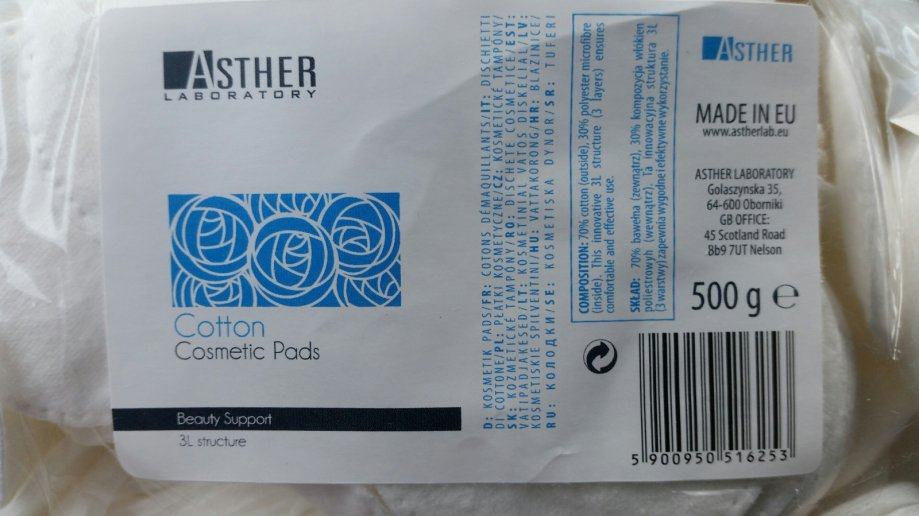 ASTHER
LABORATORY
Cotton
Cosmetic Pads
Beauty Support
3L structure
D: KOSMETIK PADS/FR: COTONS DÉMAQUILLANTS/IT: DISCHIETTI
DI COTTONE/PL: PŁATKI KOSMETYCZNE/CZ: KOSMETICKÉ TAMPONY/
SK: KOZMETICKÉ TAMPÓNY/RO: DISCHETE COSMETICE/EST:
VATIPADJAKESED/LT: KOSMETINIAI VATOS DISKELIAI/LV:
KOSMETISKIE SPILVENTINI/HU: VATTAKORONG/HR: BLAZINICE/
RU: КОЛОДКИ/SE: KOSMETISKA DYNOR/SR: TUFERI
COMPOSITION: 70% cotton (outside), 30% polyester microfibre
(inside). This innovative 3L structure (3 layers) ensures
comfortable and effective use.
SKŁAD: 70% bawełna (zewnątrz), 30% kompozycja włókien
poliestrowyh (wewnątrz). Ta innowacyjna struktura 3L
(3 warstwy) zapewnia wygodne i efektywne wykorzystanie.
ASTHER
MADE IN EU
www.astherlab.eu
ASTHER LABORATORY
Gołaszynska 35,
64-600 Oborniki
GB OFFICE:
45 Scotland Road
Bb9 7UT Nelson
500 g e
5 900950 516253